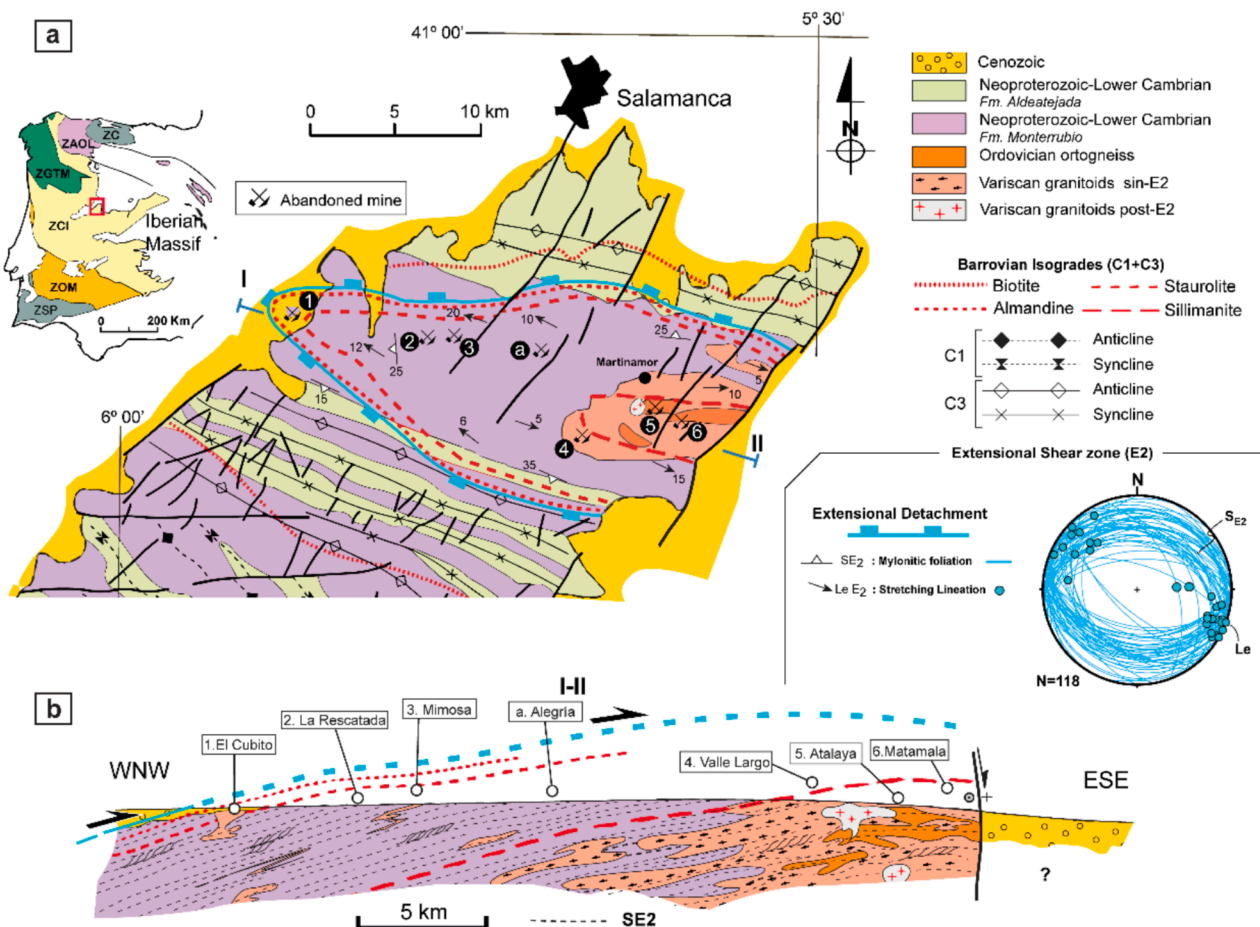 a
41º 00'
5º 30'
Salamanca
0 5 10 km
N
Abandoned mine
ZC
ZAOL
ZGTM
ZCI
Iberian
Massif
ZOM
ZSP
0 200 Km
I
1
20
10
25
2
3
a
12
25
Martinamor
5
10
15
6
5
5
6
4
II
15
35
6º 00'
Cenozoic
Neoproterozoic-Lower Cambrian
Fm. Aldeatejada
Neoproterozoic-Lower Cambrian
Fm. Monterrubio
Ordovician ortogneiss
Variscan granitoids sin-E2
Variscan granitoids post-E2
Barrovian Isogrades (C1+C3)
Biotite
Staurolite
Almandine
Sillimanite
C1
Anticline
Syncline
C3
Anticline
Syncline
Extensional Shear zone (E2)
Extensional Detachment
SE2 : Mylonitic foliation
Le E2 : Stretching Lineation
N
SE2
Le
N=118
b
I-II
WNW
1.El Cubito
2. La Rescatada
3. Mimosa
a. Alegría
4. Valle Largo
5. Atalaya
6.Matamala
ESE
?
5 km
SE2